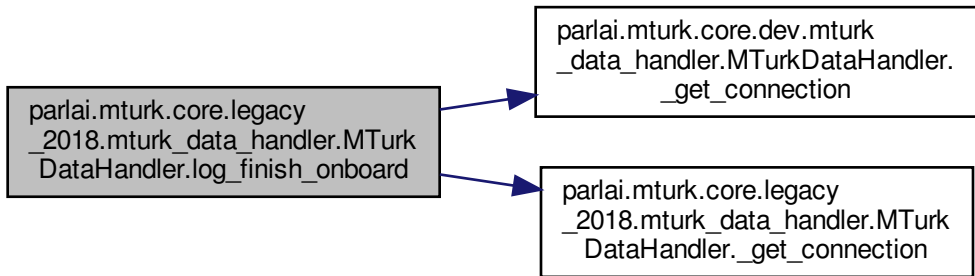 parlai.mturk.core.legacy
_2018.mturk_data_handler.MTurk
DataHandler.log_finish_onboard
parlai.mturk.core.dev.mturk
_data_handler.MTurkDataHandler.
_get_connection
parlai.mturk.core.legacy
_2018.mturk_data_handler.MTurk
DataHandler._get_connection